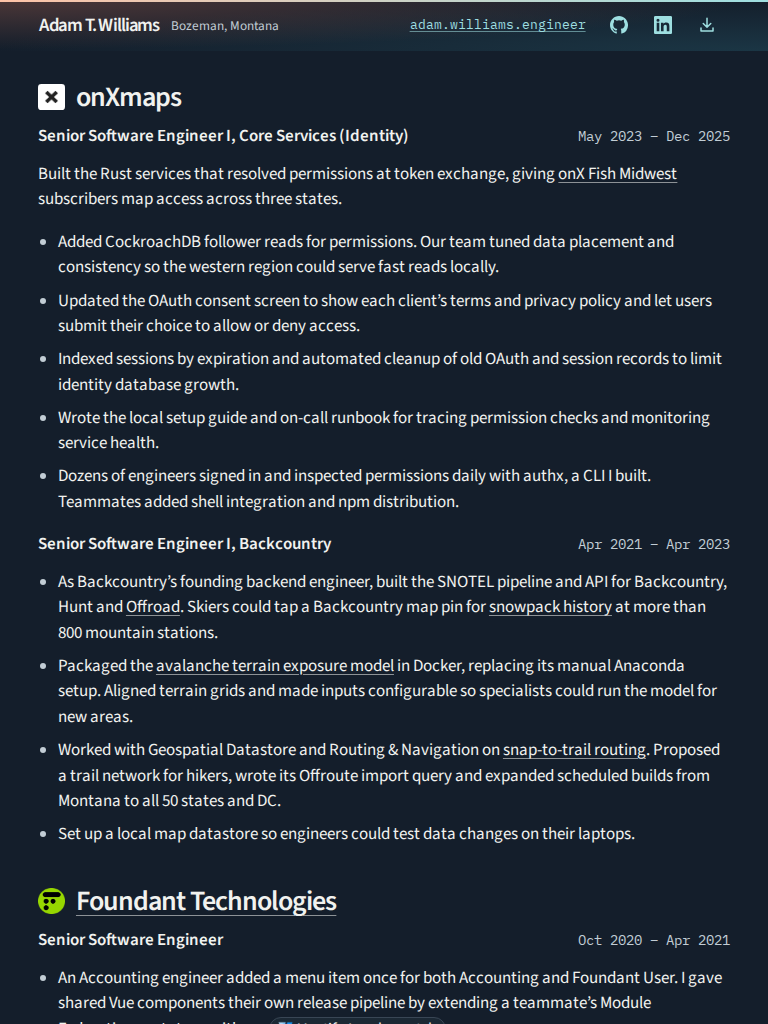 Adam T. Williams Bozeman, Montana adam.williams.engineer
onXmaps
Senior Software Engineer I, Core Services (Identity) May 2023 – Dec 2025
Built the Rust services that resolved permissions at token exchange, giving onX Fish Midwest
subscribers map access across three states.
Added CockroachDB follower reads for permissions. Our team tuned data placement and
consistency so the western region could serve fast reads locally.
Updated the OAuth consent screen to show each client’s terms and privacy policy and let users
submit their choice to allow or deny access.
Indexed sessions by expiration and automated cleanup of old OAuth and session records to limit
identity database growth.
Wrote the local setup guide and on-call runbook for tracing permission checks and monitoring
service health.
Dozens of engineers signed in and inspected permissions daily with authx, a CLI I built.
Teammates added shell integration and npm distribution.
Senior Software Engineer I, Backcountry Apr 2021 – Apr 2023
As Backcountry’s founding backend engineer, built the SNOTEL pipeline and API for Backcountry,
Hunt and Offroad. Skiers could tap a Backcountry map pin for snowpack history at more than
800 mountain stations.
Packaged the avalanche terrain exposure model in Docker, replacing its manual Anaconda
setup. Aligned terrain grids and made inputs configurable so specialists could run the model for
new areas.
Worked with Geospatial Datastore and Routing & Navigation on snap-to-trail routing. Proposed
a trail network for hikers, wrote its Offroute import query and expanded scheduled builds from
Montana to all 50 states and DC.
Set up a local map datastore so engineers could test data changes on their laptops.
Foundant Technologies
Senior Software Engineer Oct 2020 – Apr 2021
An Accounting engineer added a menu item once for both Accounting and Foundant User. I gave
shared Vue components their own release pipeline by extending a teammate’s Module